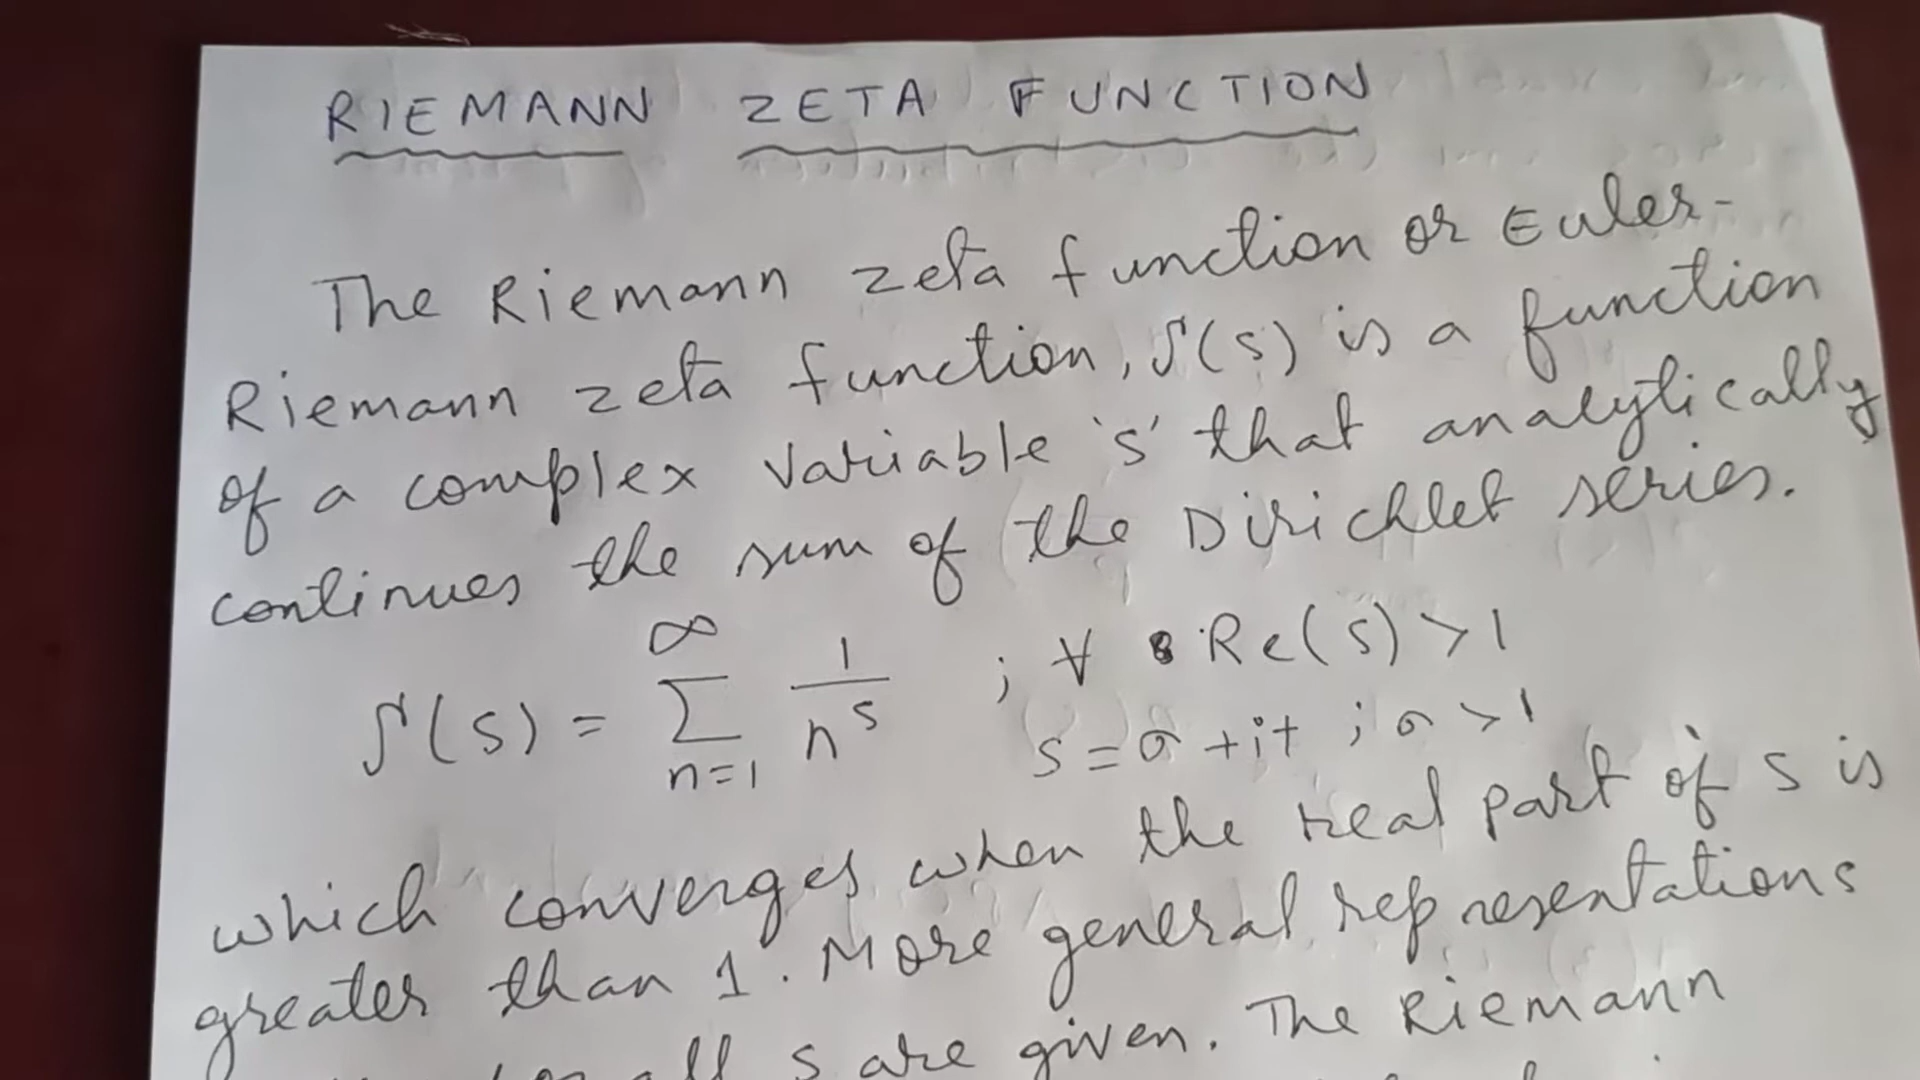 RIEMANN ZETA FUNCTION
The Riemann zeta function or Euler-
Riemann zeta function, ζ(s) is a function
of a complex variable 's' that analytically
continues the sum of the Dirichlet series.
ζ(s) = ∞ Σ n=1 1/n^s ; ∀ Re(s) > 1
s = σ + it ; σ > 1
which converges when the real part of s is
greater than 1. More general representations
all s are given. The Riemann